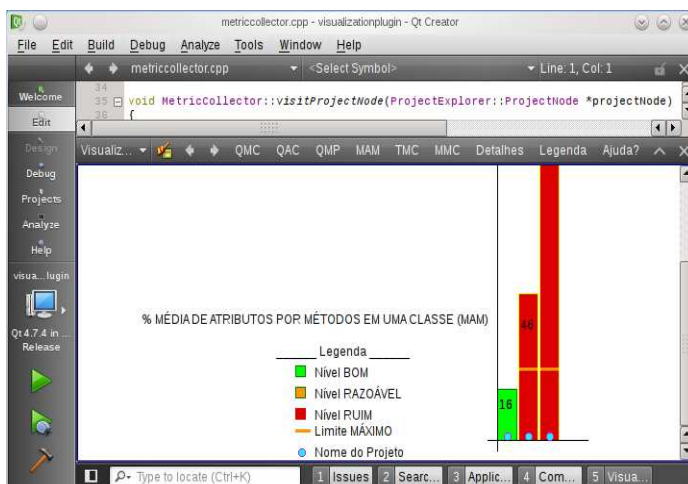 metriccollector.cpp - visualizationplugin - Qt Creator
File Edit Build Debug Analyze Tools Window Help
metriccollector.cpp <Select Symbol> Line: 1, Col: 1
Welcome
34
35 void MetricCollector::visitProjectNode(ProjectExplorer::ProjectNode *projectNode)
36 {
Edit
Visualiz... QMC QAC QMP MAM TMC MMC Detalhes Legenda Ajuda?
Design
Debug
Projects
Analyze
Help
visua...lugin
Qt 4.7.4 in ...
Release
% MÉDIA DE ATRIBUTOS POR MÉTODOS EM UMA CLASSE (MAM)
Legenda
Nível BOM
Nível RAZOÁVEL
Nível RUIM
Limite MÁXIMO
Nome do Projeto
46
16
Type to locate (Ctrl+K) 1 Issues 2 Searc... 3 Applic... 4 Com... 5 Visua...